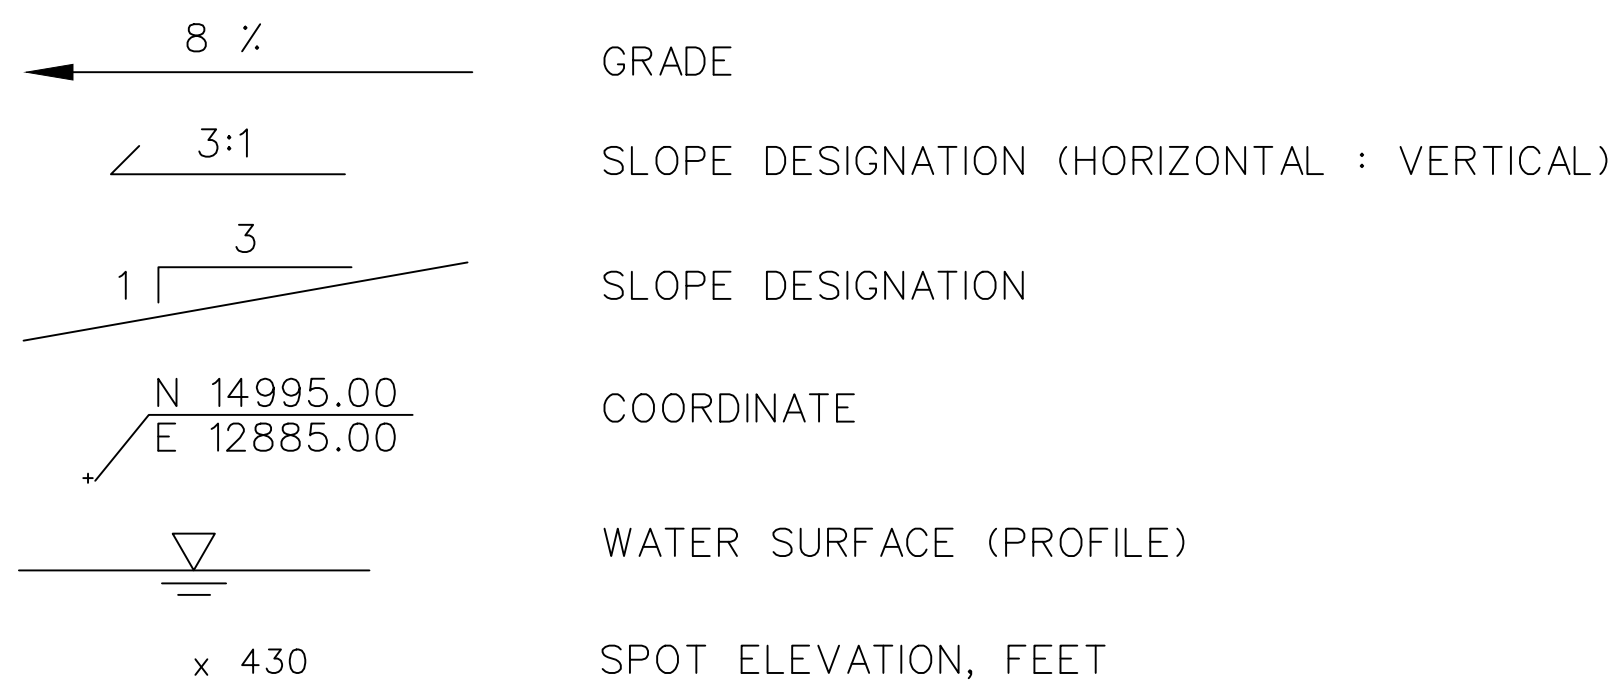 8 % GRADE
3:1 SLOPE DESIGNATION (HORIZONTAL : VERTICAL)
3
1 SLOPE DESIGNATION
N 14995.00
E 12885.00 COORDINATE
WATER SURFACE (PROFILE)
x 430 SPOT ELEVATION, FEET